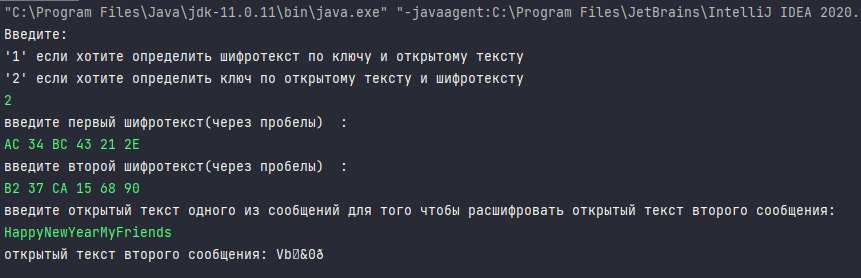 "C:\Program Files\Java\jdk-11.0.11\bin\java.exe" "-javaagent:C:\Program Files\JetBrains\IntelliJ IDEA 2020.
Введите:
'1' если хотите определить шифротекст по ключу и открытому тексту
'2' если хотите определить ключ по открытому тексту и шифротексту
2
введите первый шифротекст(через пробелы)  :
AC 34 BC 43 21 2E
введите второй шифротекст(через пробелы)  :
B2 37 CA 15 68 90
введите открытый текст одного из сообщений для того чтобы расшифровать открытый текст второго сообщения:
HappyNewYearMyFriends
открытый текст второго сообщения: Vb&0ð